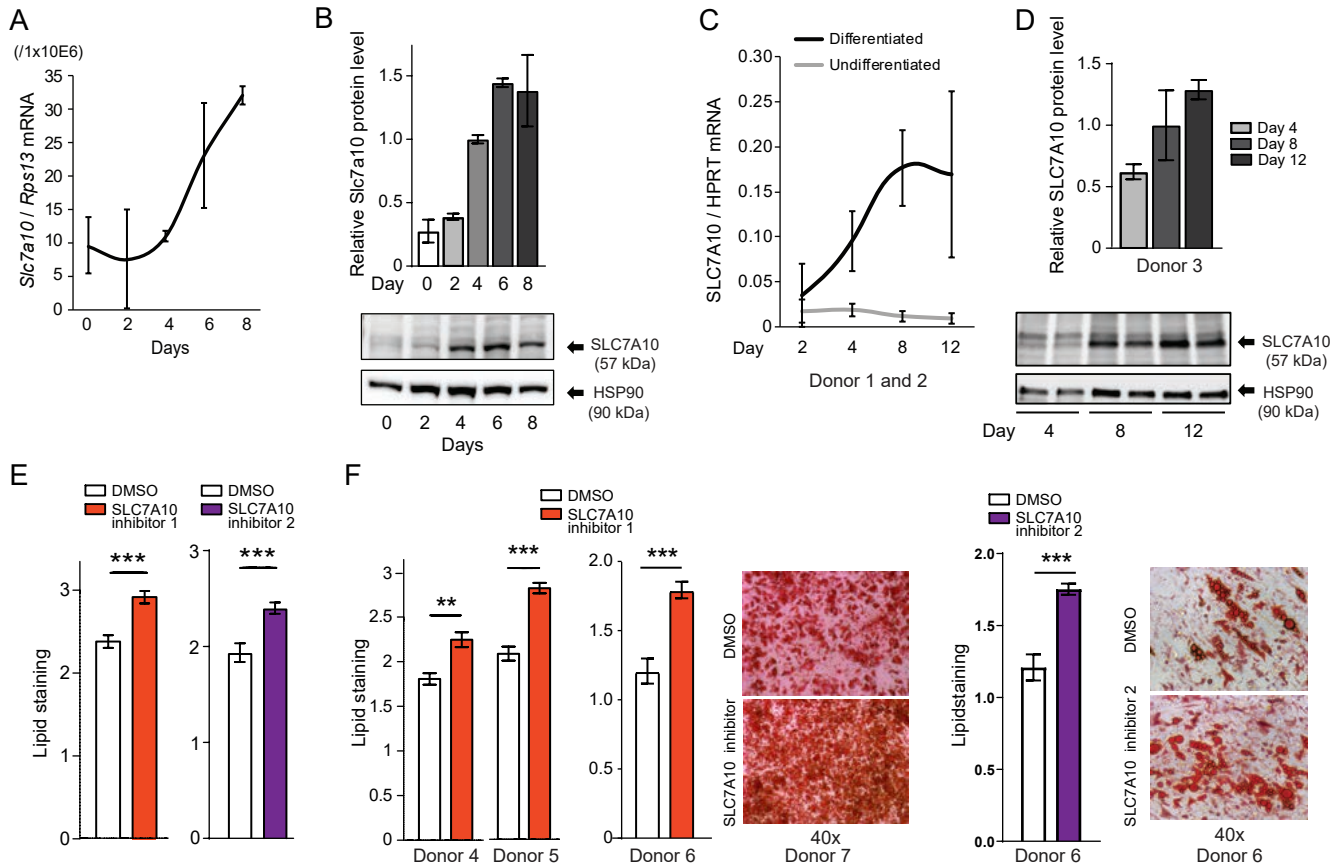 A
(/1x10E6)
Slc7a10 / Rps13 mRNA
35
30
25
20
15
10
5
0
0 2 4 6 8
Days
B
Relative Slc7a10 protein level
1.5
1.0
0.5
0
Day 0 2 4 6 8
SLC7A10
(57 kDa)
HSP90
(90 kDa)
0 2 4 6 8
Days
C
Differentiated
Undifferentiated
SLC7A10 / HPRT mRNA
0.30
0.20
0.15
0.10
0.05
0
Day 2 4 8 12
Donor 1 and 2
D
Relative SLC7A10 protein level
1.5
1.0
0.5
0
Donor 3
Day 4
Day 8
Day 12
SLC7A10
(57 kDa)
HSP90
(90 kDa)
Day 4 8 12
E
DMSO
SLC7A10
inhibitor 1
DMSO
SLC7A10
inhibitor 2
Lipid staining
3
2
1
0
***
3
2
1
0
***
F
DMSO
SLC7A10
inhibitor 1
Lipid staining
3
2.5
2
1.5
1
0.5
0
**
Donor 4
***
Donor 5
2.0
1.6
1.2
0.5
0.0
***
Donor 6
DMSO
SLC7A10 inhibitor
40x
Donor 7
DMSO
SLC7A10
inhibitor 2
Lipidstaining
2.0
1.5
1.0
0.5
0.0
***
Donor 6
DMSO
SLC7A10 inhibitor 2
40x
Donor 6